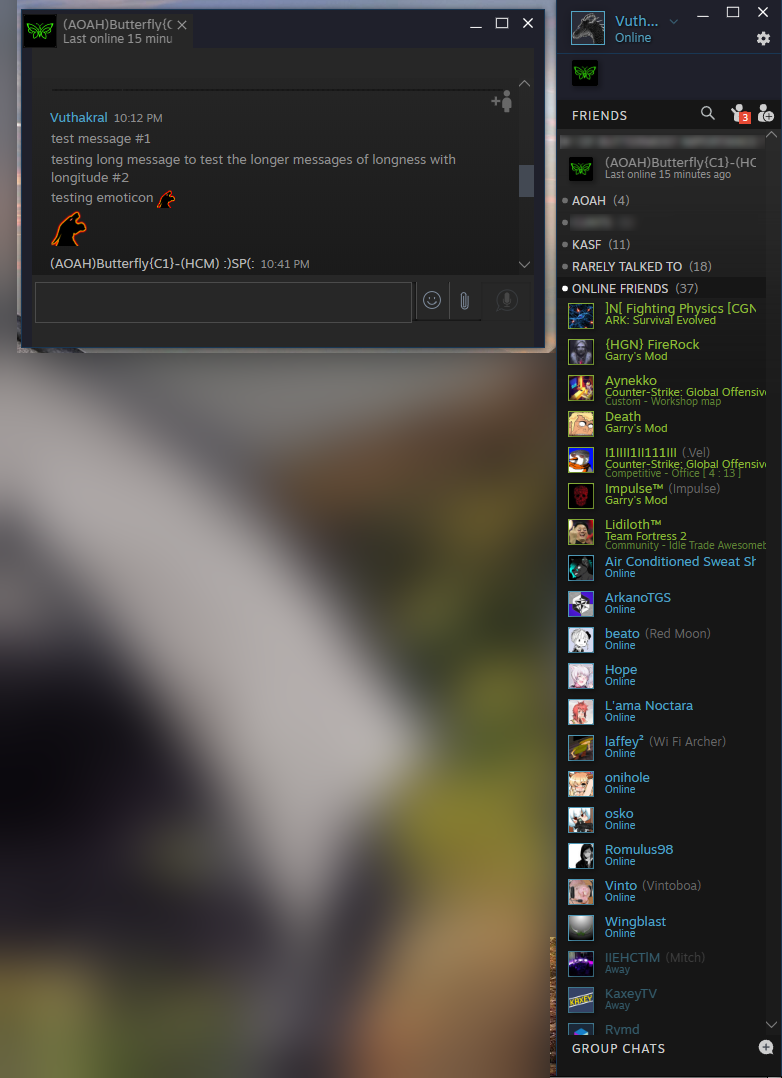 (AOAH)Butterfly{C
Last online 15 minu
Vuthakral 10:12 PM
test message #1
testing long message to test the longer messages of longness with
longitude #2
testing emoticon
(AOAH)Butterfly{C1}-(HCM) :)SP(: 10:41 PM
Vuth...
Online
FRIENDS
3
(AOAH)Butterfly{C1}-(HC
Last online 15 minutes ago
AOAH (4)
KASF (11)
RARELY TALKED TO (18)
ONLINE FRIENDS (37)
]N[ Fighting Physics [CGN
ARK: Survival Evolved
{HGN} FireRock
Garry's Mod
Aynekko
Counter-Strike: Global Offensive
Custom - Workshop map
Death
Garry's Mod
(.Vel)
Counter-Strike: Global Offensive
Competitive - Office [ 4 : 13 ]
Impulse™ (Impulse)
Garry's Mod
Lidiloth™
Team Fortress 2
Community - Idle Trade Awesomeb
Air Conditioned Sweat Sh
Online
ArkanoTGS
Online
beato (Red Moon)
Online
Hope
Online
L'ama Noctara
Online
laffey² (Wi Fi Archer)
Online
onihole
Online
osko
Online
Romulus98
Online
Vinto (Vintoboa)
Online
Wingblast
Online
(Mitch)
Away
KaxeyTV
Away
KAXEY
Rymd
GROUP CHATS